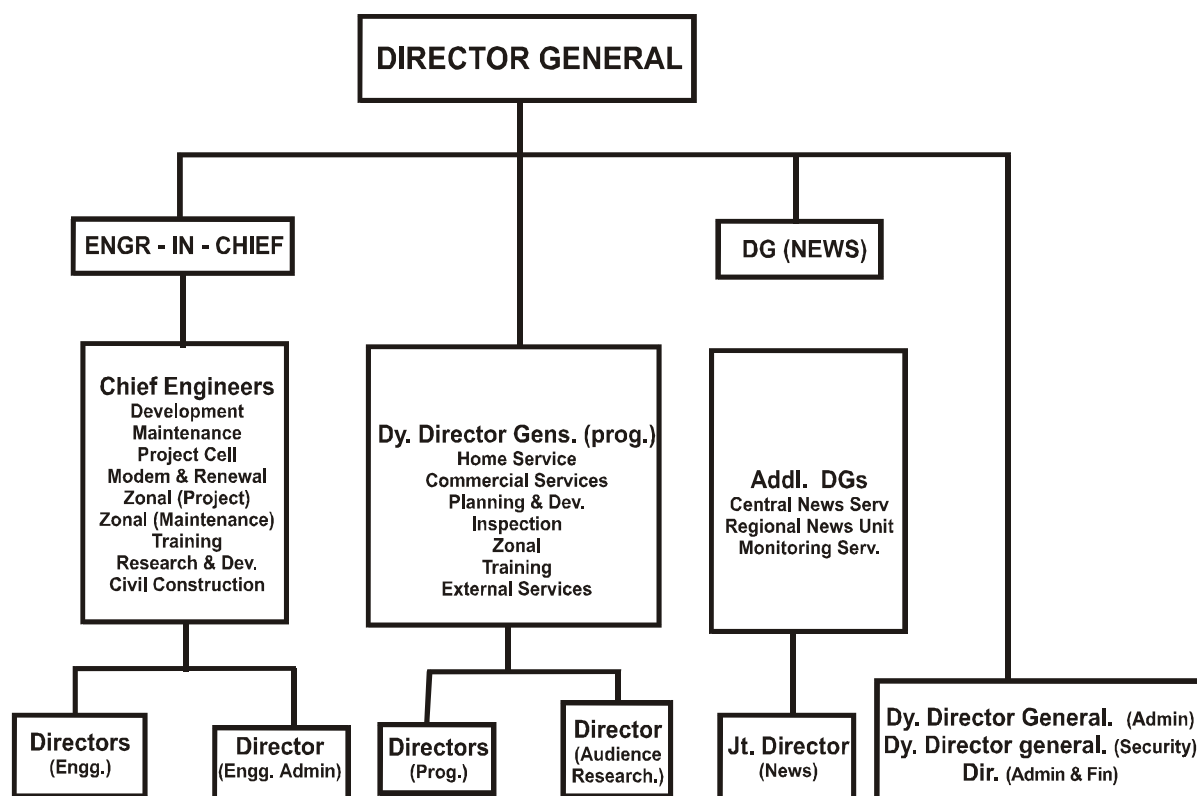 DIRECTOR GENERAL
ENGR - IN - CHIEF
DG (NEWS)
Chief Engineers
Development
Maintenance
Project Cell
Modem & Renewal
Zonal (Project)
Zonal (Maintenance)
Training
Research & Dev.
Civil Construction
Dy. Director Gens. (prog.)
Home Service
Commercial Services
Planning & Dev.
Inspection
Zonal
Training
External Services
Addl. DGs
Central News Serv
Regional News Unit
Monitoring Serv.
Directors
(Engg.)
Director
(Engg. Admin)
Directors
(Prog.)
Director
(Audience
Research.)
Jt. Director
(News)
Dy. Director General. (Admin)
Dy. Director general. (Security)
Dir. (Admin & Fin)